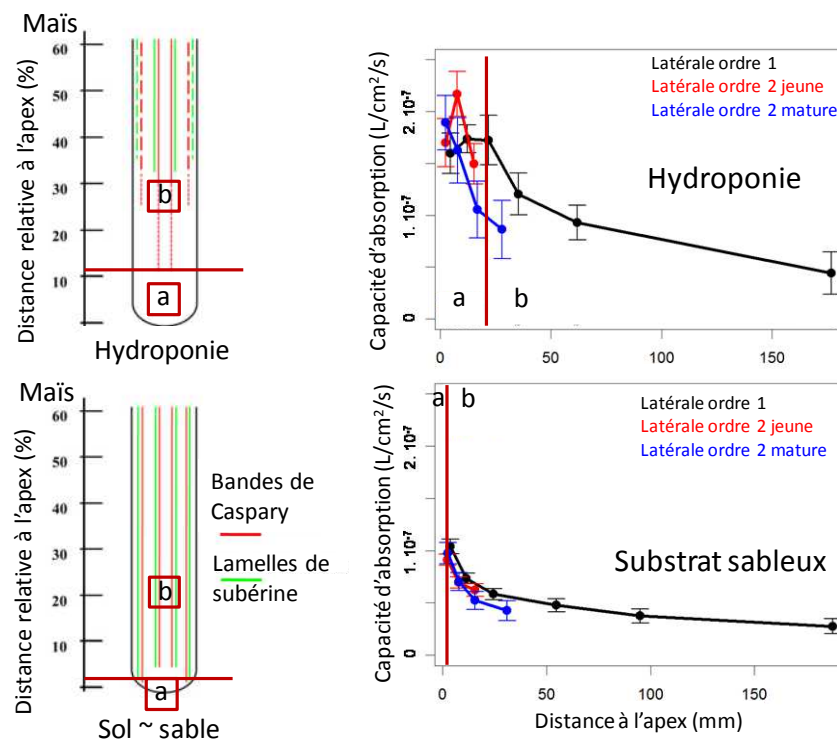 Maïs
Distance relative à l'apex (%)
60
50
40
30
20
10
0
b
a
Hydroponie
Capacité d'absorption (L/cm²/s)
2. 10⁻⁷
1. 10⁻⁷
0
Latérale ordre 1
Latérale ordre 2 jeune
Latérale ordre 2 mature
Hydroponie
a
b
0
50
100
150
Maïs
Distance relative à l'apex (%)
60
50
40
30
20
10
0
b
a
Sol ~ sable
Bandes de
Caspary
Lamelles de
subérine
Capacité d'absorption (L/cm²/s)
2. 10⁻⁷
1. 10⁻⁷
0
a
b
Latérale ordre 1
Latérale ordre 2 jeune
Latérale ordre 2 mature
Substrat sableux
0
50
100
150
Distance à l'apex (mm)